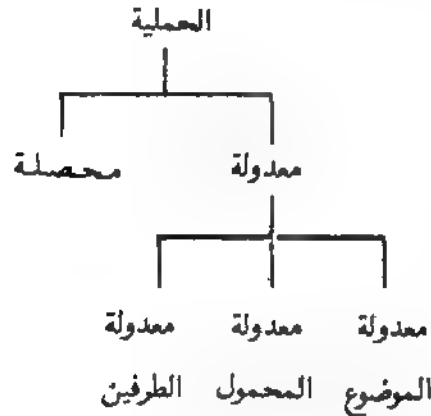 الحملية
معدولة محصلة
معدولة معدولة معدولة
الموضوع المحمول الطرفين